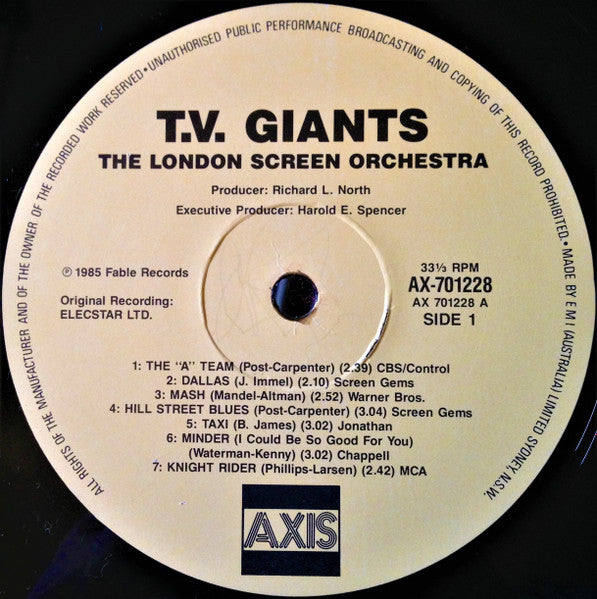 ALL RIGHTS OF THE MANUFACTURER AND OF THE OWNER OF THE RECORDED WORK RESERVED • UNAUTHORISED PUBLIC PERFORMANCE BROADCASTING AND COPYING OF THIS RECORD PROHIBITED. • MADE BY E M I (AUSTRALIA) LIMITED SYDNEY N.S.W.
T.V. GIANTS
THE LONDON SCREEN ORCHESTRA
Producer: Richard L. North
Executive Producer: Harold E. Spencer
℗ 1985 Fable Records
Original Recording:
ELECSTAR LTD.
33⅓ RPM
AX-701228
AX 701228 A
SIDE 1
1: THE "A" TEAM (Post-Carpenter) (2.39) CBS/Control
2: DALLAS (J. Immel) (2.10) Screen Gems
3: MASH (Mandel-Altman) (2.52) Warner Bros.
4: HILL STREET BLUES (Post-Carpenter) (3.04) Screen Gems
5: TAXI (B. James) (3.02) Jonathan
6: MINDER (I Could Be So Good For You)
(Waterman-Kenny) (3.02) Chappell
7: KNIGHT RIDER (Phillips-Larsen) (2.42) MCA
AXIS